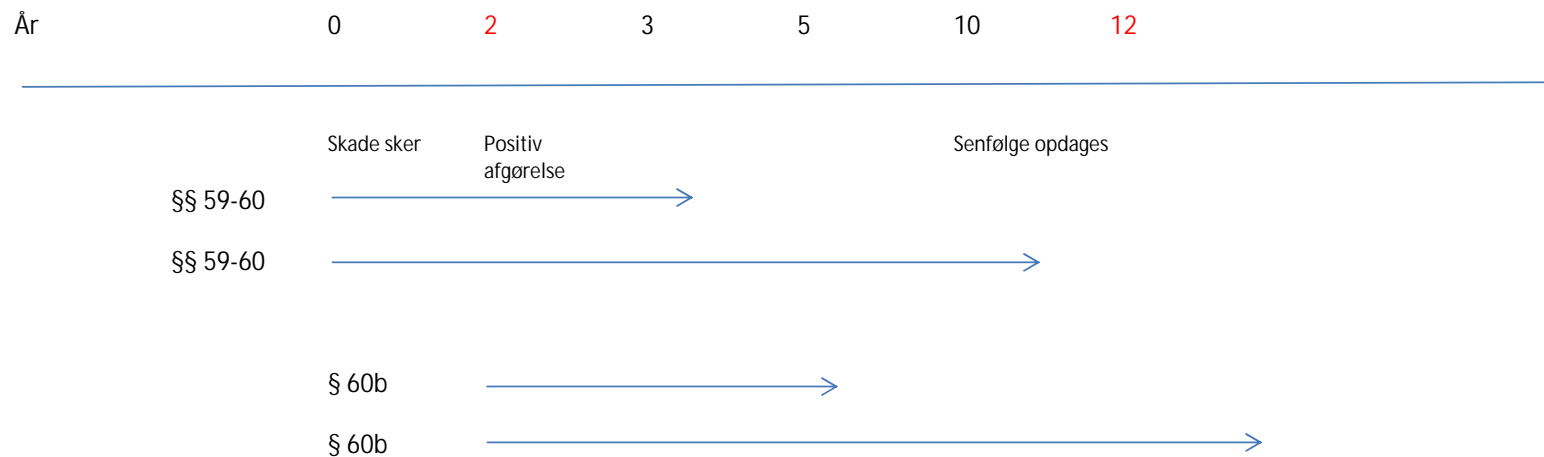 År 0 2 3 5 10 12
Skade sker Positiv Senfølge opdages
afgørelse
§§ 59-60
§§ 59-60
§ 60b
§ 60b